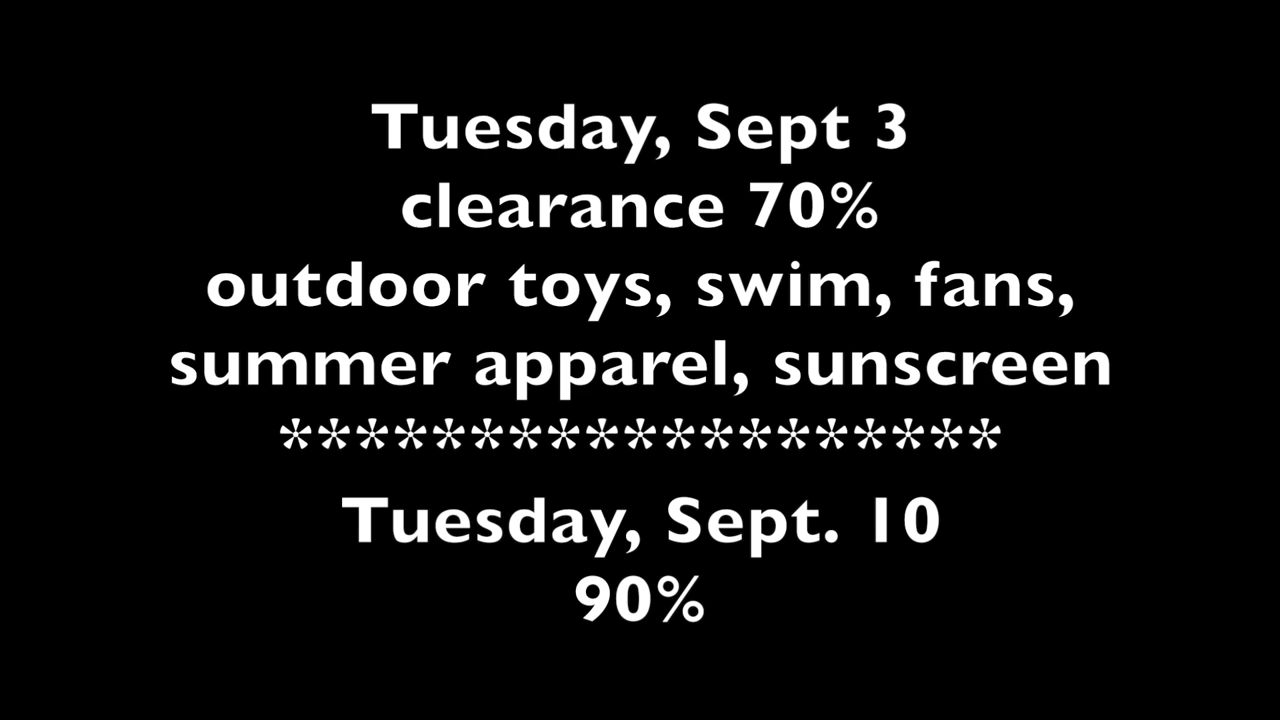 Tuesday, Sept 3
clearance 70%
outdoor toys, swim, fans,
summer apparel, sunscreen
*******************
Tuesday, Sept. 10
90%